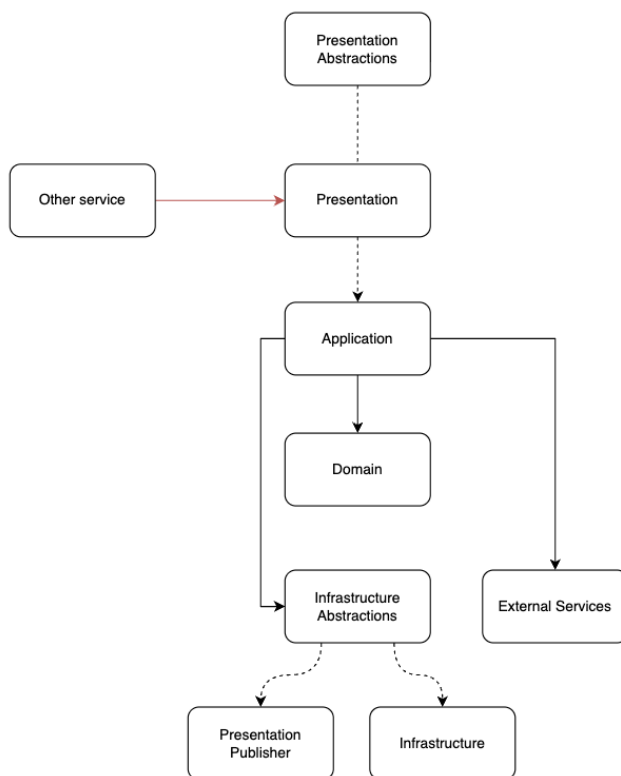 Presentation
Abstractions
Other service
Presentation
Application
Domain
Infrastructure
Abstractions
External Services
Presentation
Publisher
Infrastructure